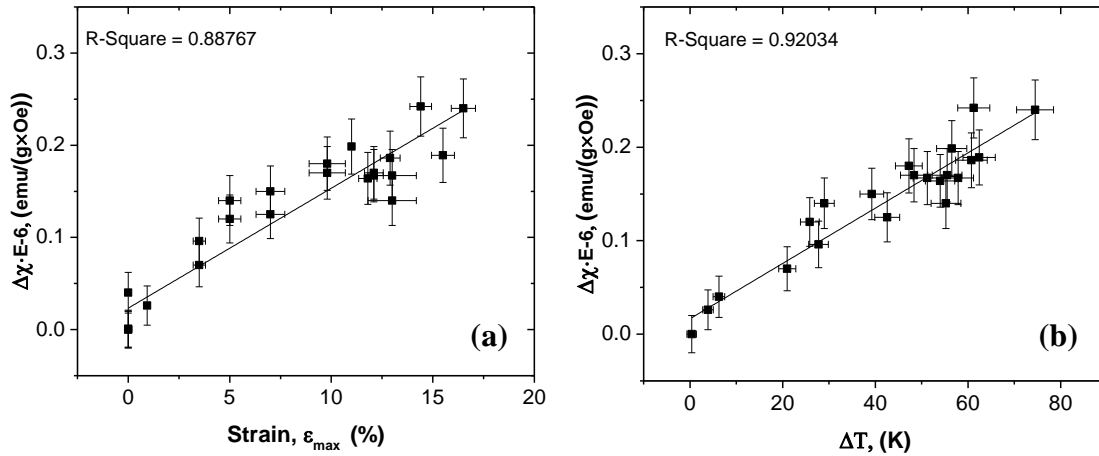 R-Square = 0.88767
0.3
0.2
0.1
0.0
Δχ·E-6, (emu/(g×Oe))
(a)
0 5 10 15 20
Strain, εmax (%)
R-Square = 0.92034
0.3
0.2
0.1
0.0
Δχ·E-6, (emu/(g×Oe))
(b)
0 20 40 60 80
ΔT, (K)